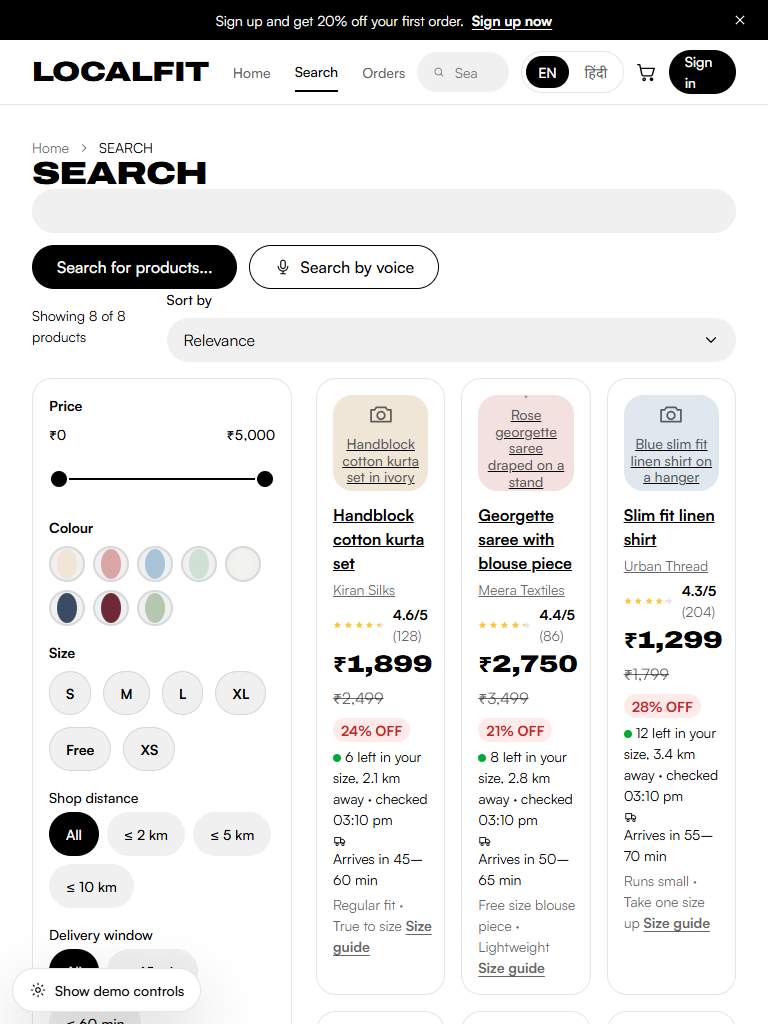 Sign up and get 20% off your first order. Sign up now
LOCALFIT
Home
Search
Orders
Sea
EN
हिंदी
Sign
in
Home > SEARCH
SEARCH
Search for products...
Search by voice
Showing 8 of 8
products
Sort by
Relevance
Price
₹0
₹5,000
Colour
Size
S
M
L
XL
Free
XS
Shop distance
All
≤ 2 km
≤ 5 km
≤ 10 km
Delivery window
Show demo controls
Handblock
cotton kurta
set in ivory
Handblock
cotton kurta
set
Kiran Silks
4.6/5
(128)
₹1,899
₹2,499
24% OFF
6 left in your
size, 2.1 km
away · checked
03:10 pm
Arrives in 45–
60 min
Regular fit ·
True to size Size
guide
Rose
georgette
saree
draped on a
stand
Georgette
saree with
blouse piece
Meera Textiles
4.4/5
(86)
₹2,750
₹3,499
21% OFF
8 left in your
size, 2.8 km
away · checked
03:10 pm
Arrives in 50–
65 min
Free size blouse
piece ·
Lightweight
Size guide
Blue slim fit
linen shirt on
a hanger
Slim fit linen
shirt
Urban Thread
4.3/5
(204)
₹1,299
₹1,799
28% OFF
12 left in your
size, 3.4 km
away · checked
03:10 pm
Arrives in 55–
70 min
Runs small ·
Take one size
up Size guide